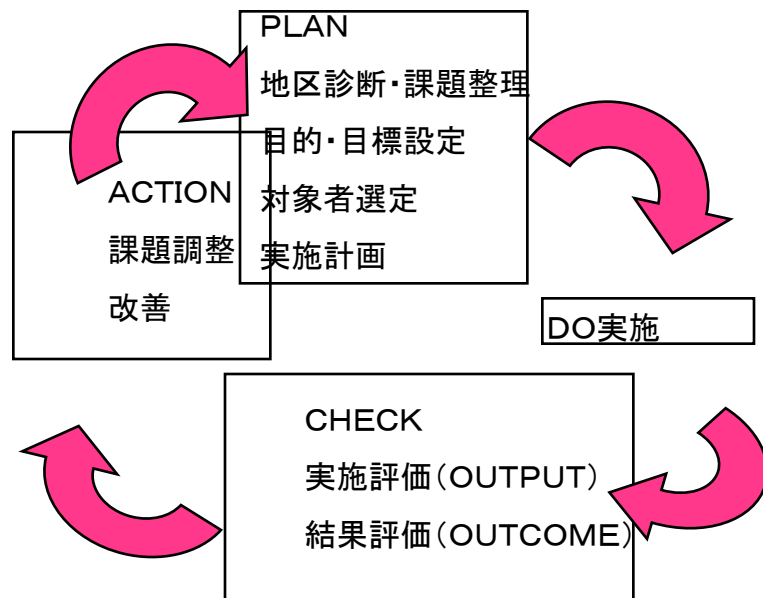 PLAN
地区診断・課題整理
目的・目標設定
対象者選定
実施計画
DO実施
CHECK
実施評価(OUTPUT)
結果評価(OUTCOME)
ACTION
課題調整
改善